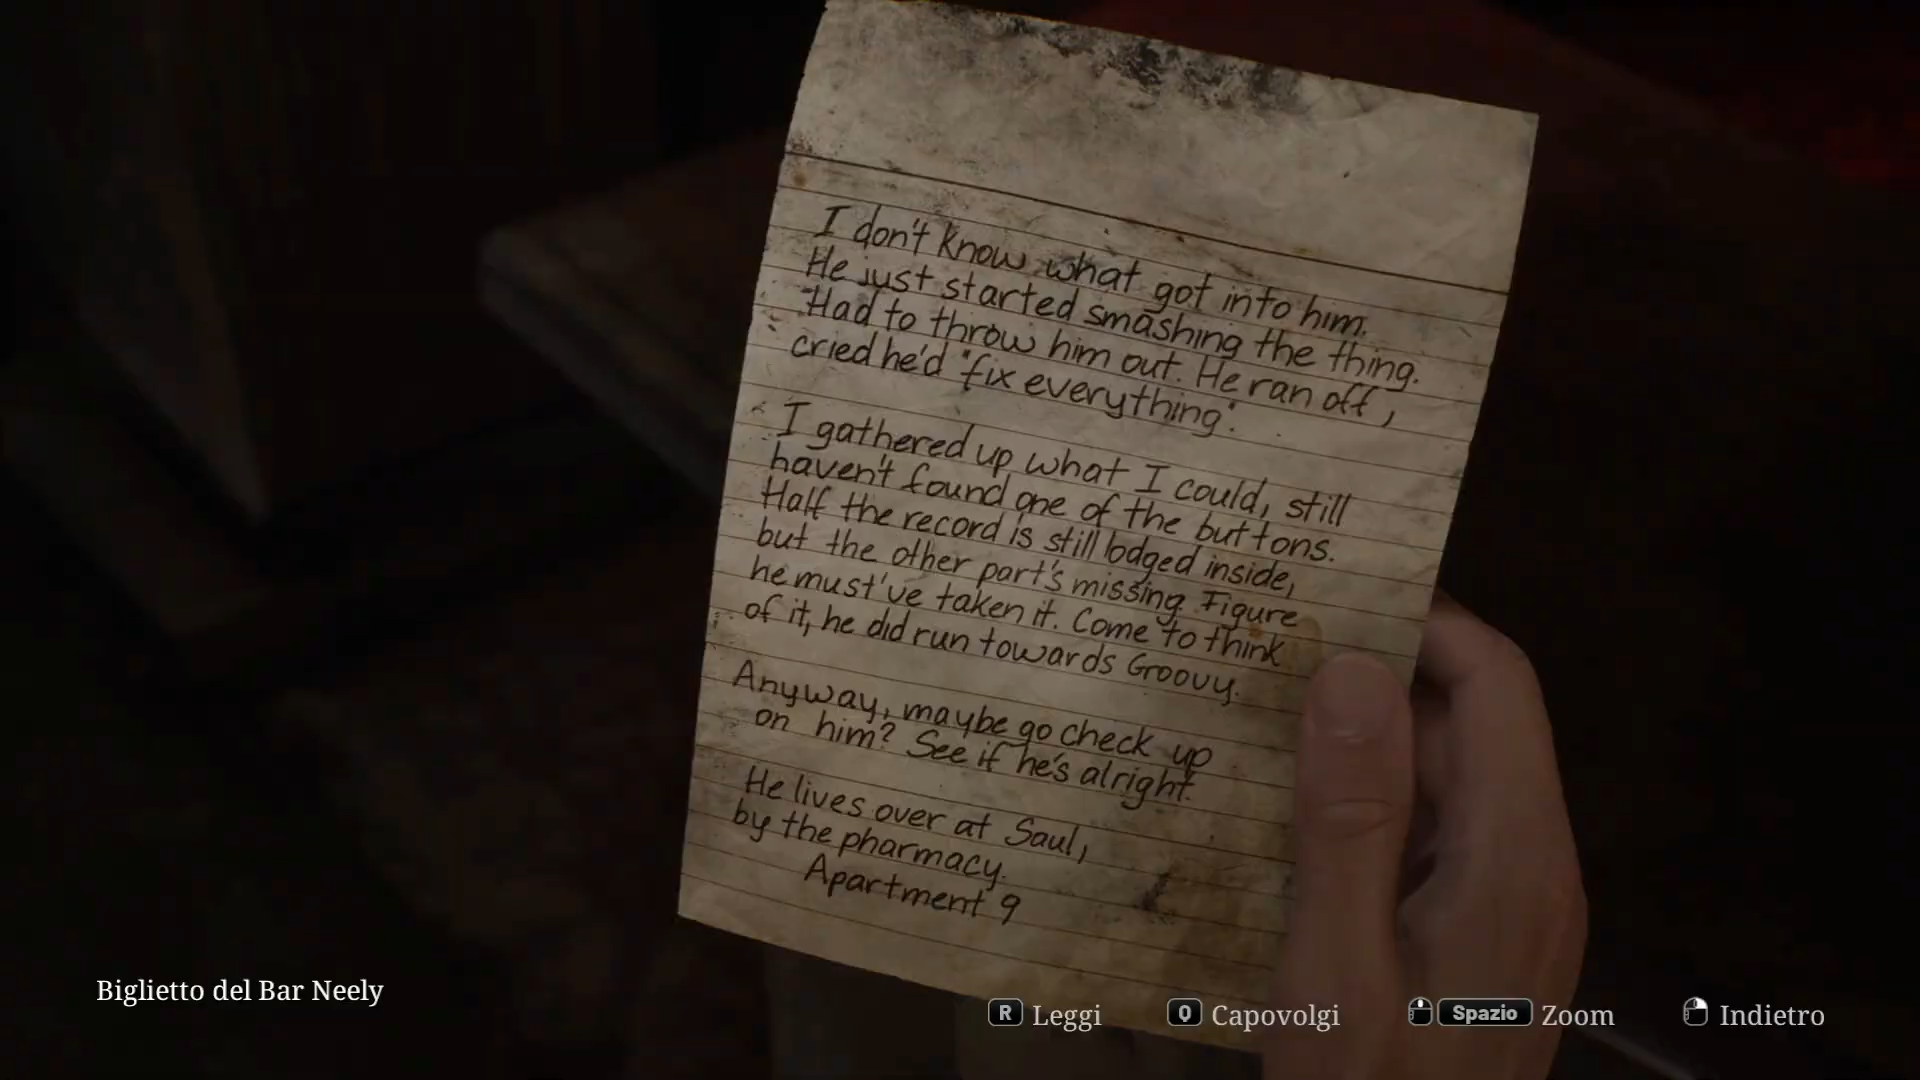 I don't know what got into him.
He just started smashing the thing.
Had to throw him out. He ran off,
cried he'd "fix everything".
I gathered up what I could, still
haven't found one of the buttons.
Half the record is still lodged inside,
but the other part's missing. Figure
he must've taken it. Come to think
of it, he did run towards Groovy.
Anyway, maybe go check up
on him? See if he's alright.
He lives over at Saul,
by the pharmacy.
Apartment 9
Biglietto del Bar Neely
R Leggi Q Capovolgi Spazio Zoom Indietro